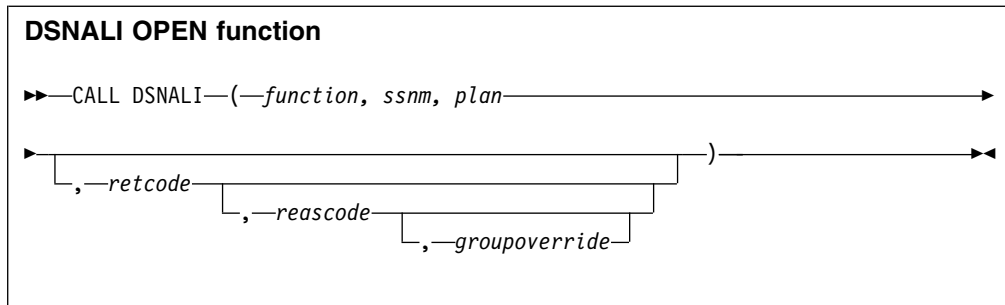 DSNALI OPEN function
CALL DSNALI ( function, ssnm, plan
)
, retcode
, reascode
, groupoverride